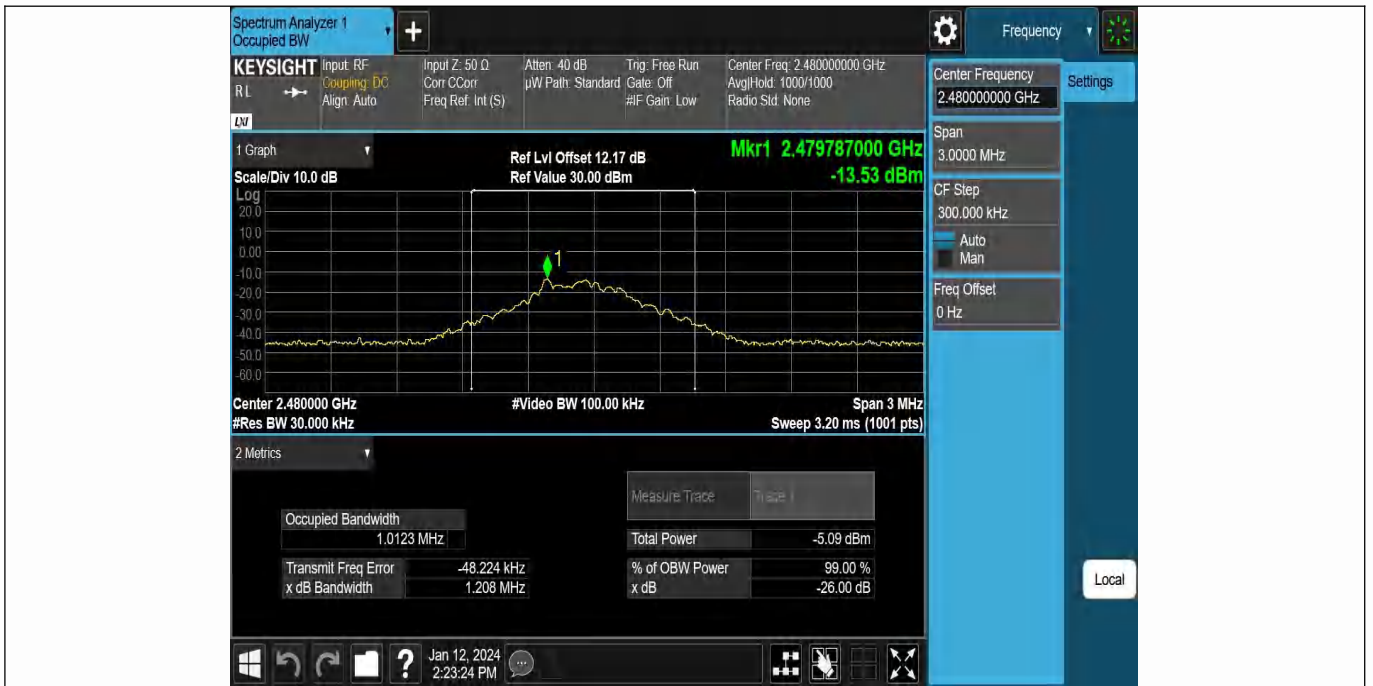 Spectrum Analyzer 1
Occupied BW
+
Frequency
KEYSIGHT
RL
LXI
Input: RF
Coupling: DC
Align: Auto
Input Z: 50 Ω
Corr CCorr
Freq Ref: Int (S)
Atten: 40 dB
µW Path: Standard
Trig: Free Run
Gate: Off
#IF Gain: Low
Center Freq: 2.480000000 GHz
Avg|Hold: 1000/1000
Radio Std: None
Center Frequency
2.480000000 GHz
Settings
Span
3.0000 MHz
CF Step
300.000 kHz
Auto
Man
Freq Offset
0 Hz
Local
1 Graph
Scale/Div 10.0 dB
Ref Lvl Offset 12.17 dB
Ref Value 30.00 dBm
Mkr1 2.479787000 GHz
-13.53 dBm
Log
20.0
10.0
0.00
-10.0
-20.0
-30.0
-40.0
-50.0
-60.0
1
Center 2.480000 GHz
#Res BW 30.000 kHz
#Video BW 100.00 kHz
Span 3 MHz
Sweep 3.20 ms (1001 pts)
2 Metrics
Measure Trace Trace 1
Occupied Bandwidth
1.0123 MHz
Total Power -5.09 dBm
Transmit Freq Error -48.224 kHz
% of OBW Power 99.00 %
x dB Bandwidth 1.208 MHz
x dB -26.00 dB
?
Jan 12, 2024
2:23:24 PM